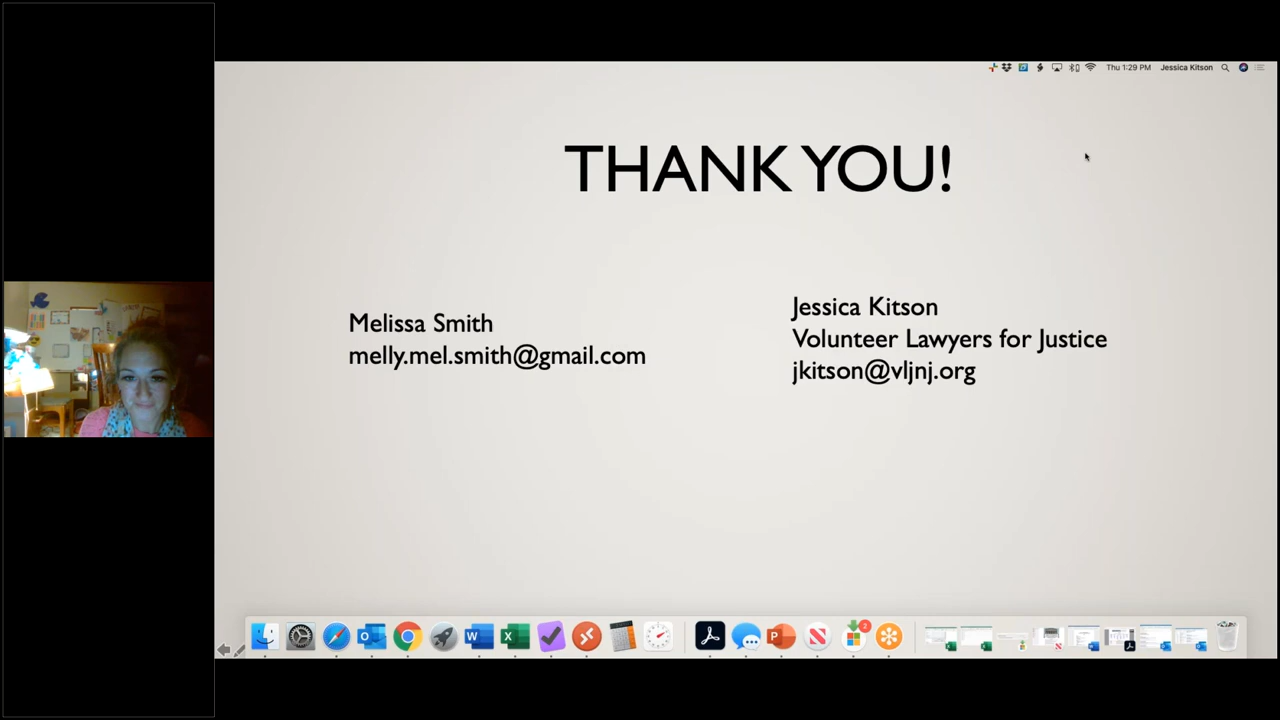 Thu 1:29 PM Jessica Kitson
THANK YOU!
Melissa Smith
melly.mel.smith@gmail.com
Jessica Kitson
Volunteer Lawyers for Justice
jkitson@vljnj.org
2